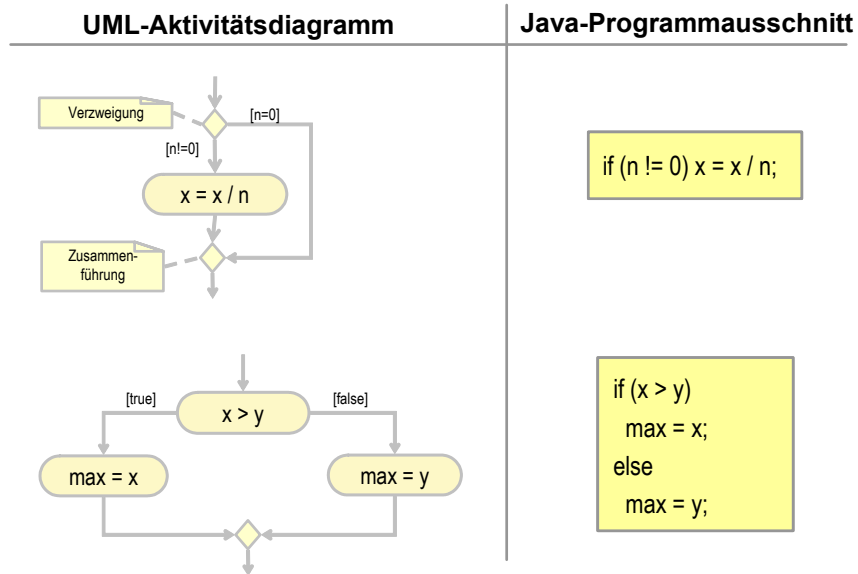 UML-Aktivitätsdiagramm
Java-Programmausschnitt
Verzweigung
[n=0]
[n!=0]
x = x / n
Zusammen-
führung
if (n != 0) x = x / n;
[true]
x > y
[false]
max = x
max = y
if (x > y)
max = x;
else
max = y;